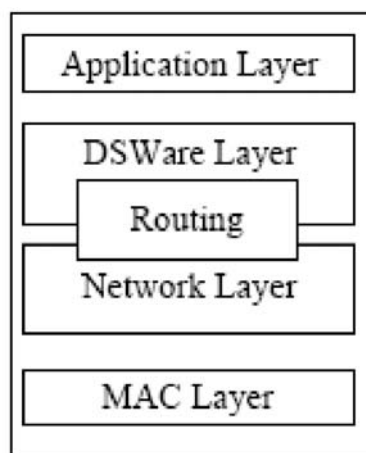 Application Layer
DSWare Layer
Routing
Network Layer
MAC Layer